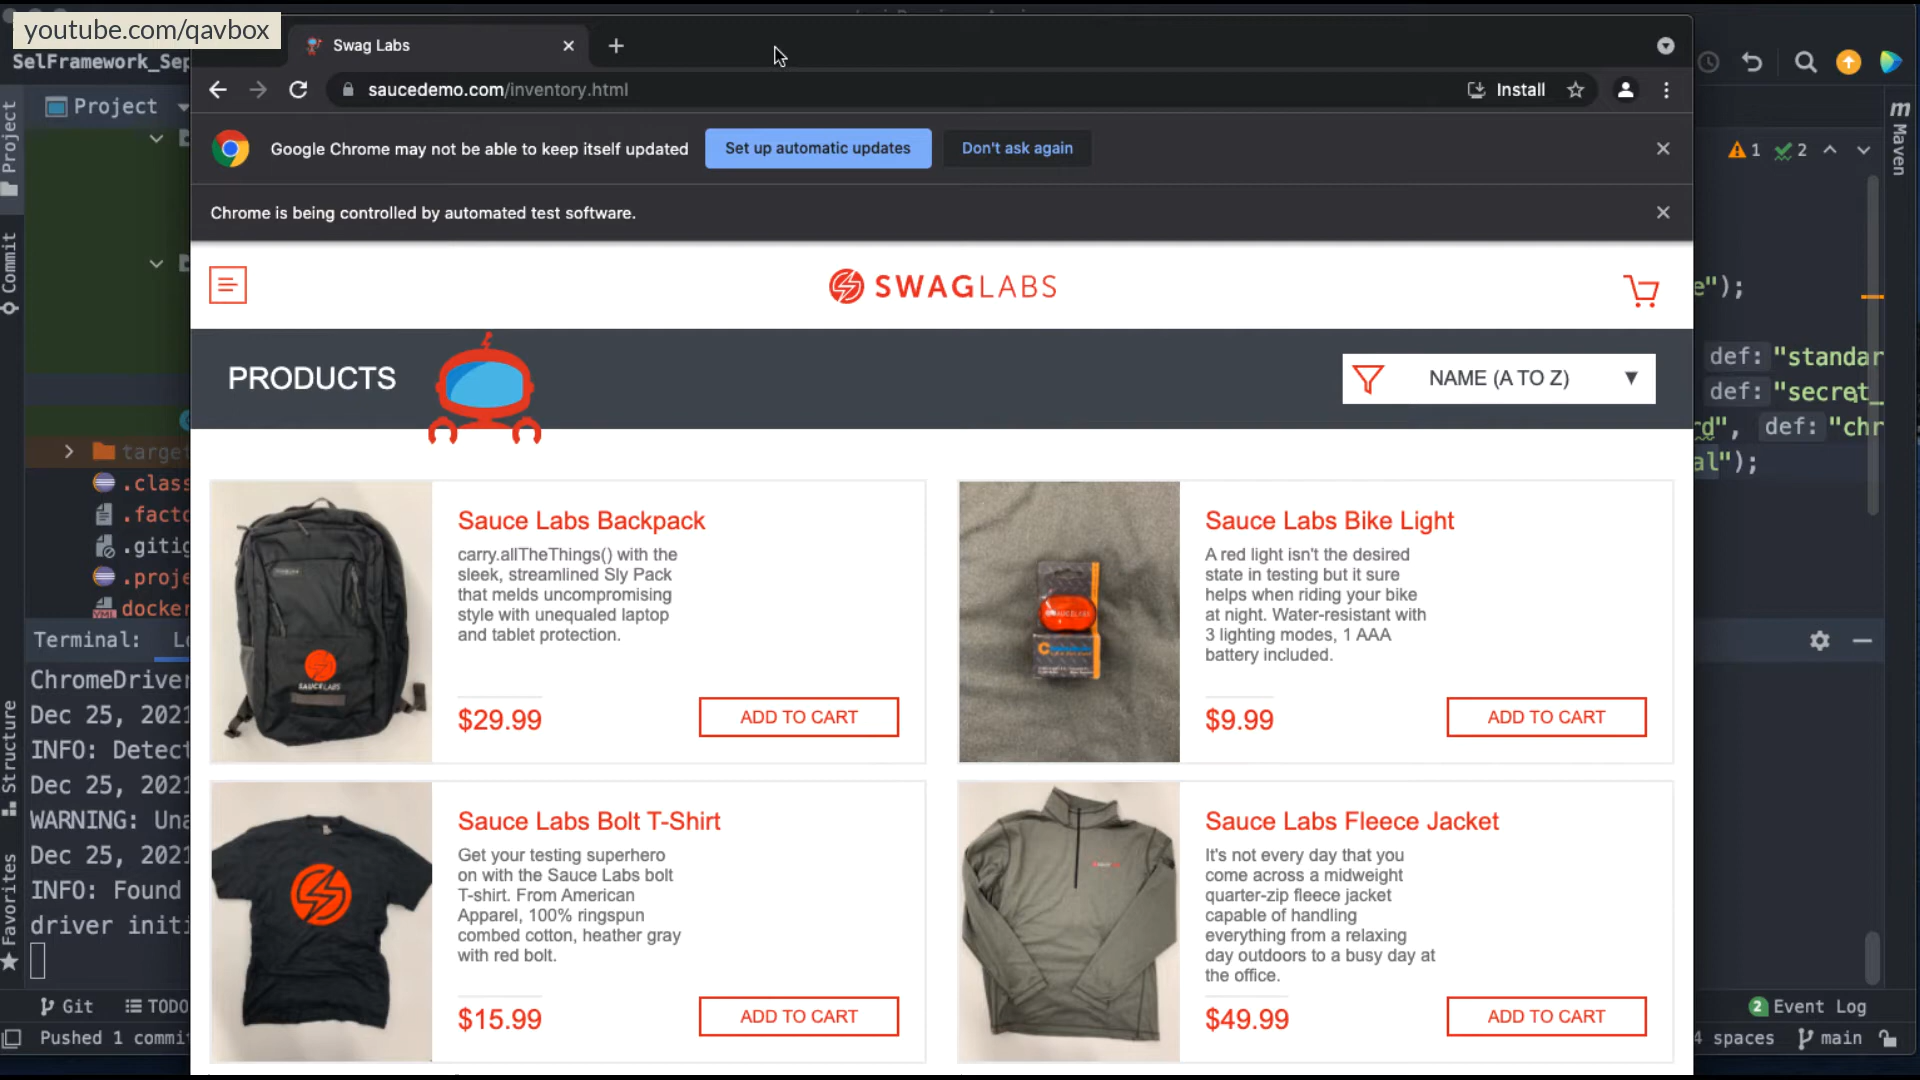 youtube.com/qavbox
SelFramework_Sep
Swag Labs
saucedemo.com/inventory.html
Install
Google Chrome may not be able to keep itself updated
Set up automatic updates
Don't ask again
Chrome is being controlled by automated test software.
SWAGLABS
PRODUCTS
NAME (A TO Z)
Sauce Labs Backpack
carry.allTheThings() with the
sleek, streamlined Sly Pack
that melds uncompromising
style with unequaled laptop
and tablet protection.
$29.99
ADD TO CART
Sauce Labs Bike Light
A red light isn't the desired
state in testing but it sure
helps when riding your bike
at night. Water-resistant with
3 lighting modes, 1 AAA
battery included.
$9.99
ADD TO CART
Sauce Labs Bolt T-Shirt
Get your testing superhero
on with the Sauce Labs bolt
T-shirt. From American
Apparel, 100% ringspun
combed cotton, heather gray
with red bolt.
$15.99
ADD TO CART
Sauce Labs Fleece Jacket
It's not every day that you
come across a midweight
quarter-zip fleece jacket
capable of handling
everything from a relaxing
day outdoors to a busy day at
the office.
$49.99
ADD TO CART
Project
Project
Commit
Structure
Favorites
targe
.class
.facto
.gitig
.proje
docker
Terminal:
ChromeDriver
Dec 25, 2021
INFO: Detect
Dec 25, 2021
WARNING: Una
Dec 25, 2021
INFO: Found
driver initi
Git
TODO
Pushed 1 commi
1
2
Maven
e");
def: "standar
def: "secret_
rd", def: "chr
al");
2 Event Log
4 spaces
main